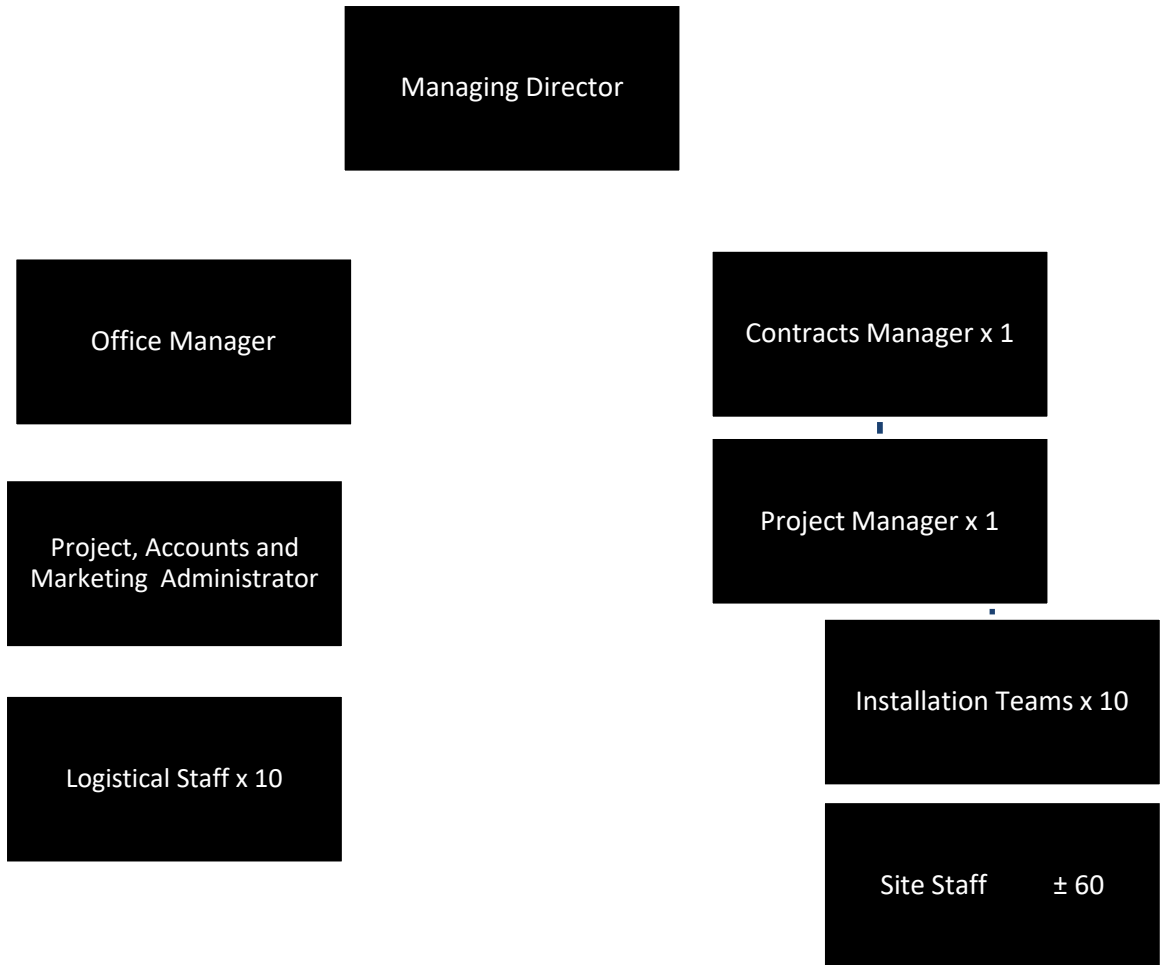 Managing Director
Office Manager
Contracts Manager x 1
Project, Accounts and
Marketing  Administrator
Project Manager x 1
Logistical Staff x 10
Installation Teams x 10
Site Staff         ± 60